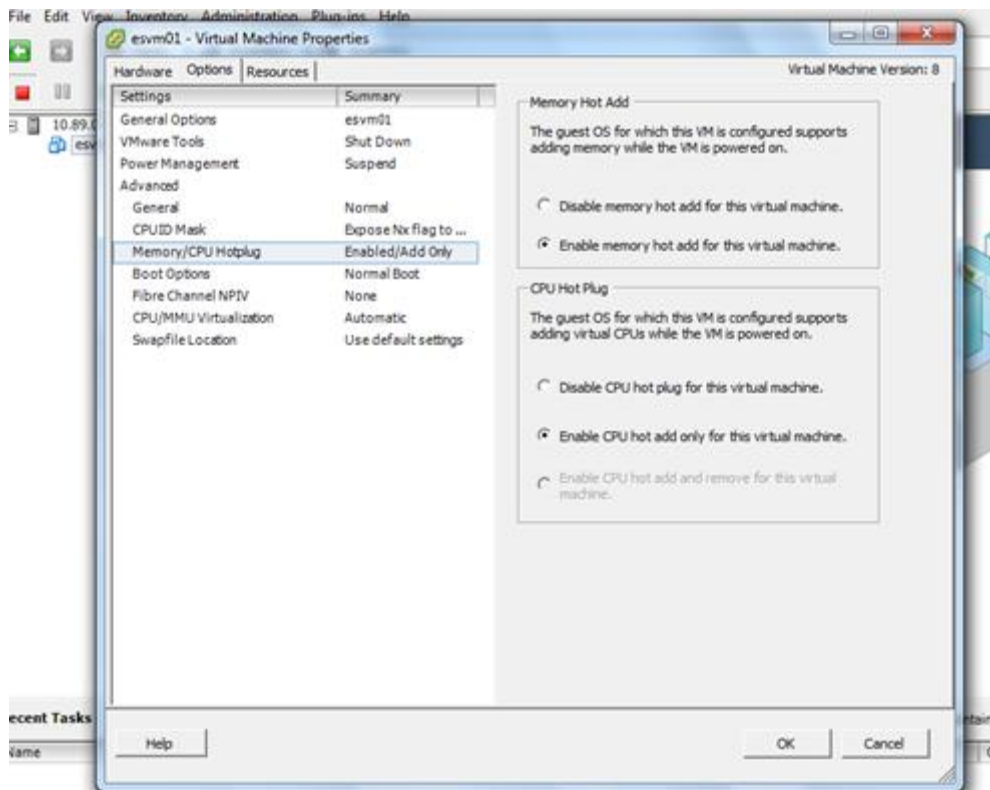 File Edit View Inventory Administration Plug-ins Help
esvm01 - Virtual Machine Properties
Hardware Options Resources
Virtual Machine Version: 8
Settings Summary
General Options esvm01
VMware Tools Shut Down
Power Management Suspend
Advanced
General Normal
CPUID Mask Expose Nx flag to ...
Memory/CPU Hotplug Enabled/Add Only
Boot Options Normal Boot
Fibre Channel NPIV None
CPU/MMU Virtualization Automatic
Swapfile Location Use default settings
Memory Hot Add
The guest OS for which this VM is configured supports
adding memory while the VM is powered on.
Disable memory hot add for this virtual machine.
Enable memory hot add for this virtual machine.
CPU Hot Plug
The guest OS for which this VM is configured supports
adding virtual CPUs while the VM is powered on.
Disable CPU hot plug for this virtual machine.
Enable CPU hot add only for this virtual machine.
Enable CPU hot add and remove for this virtual
machine.
10.89.
esv
ecent Tasks
Name
Help
OK
Cancel